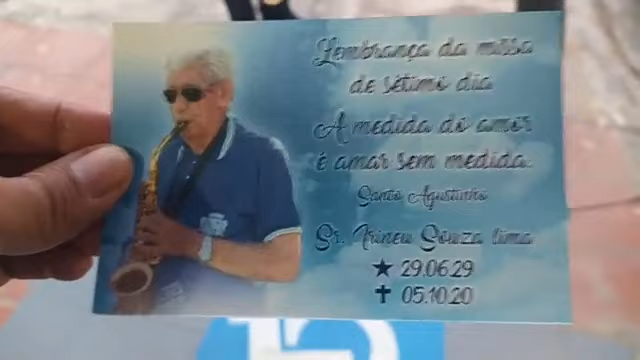 Lembrança da missa
de sétimo dia
A medida do amor
é amar sem medida.
Santo Agostinho
Sr. Irineu Souza lima
29.06.29
05.10.20